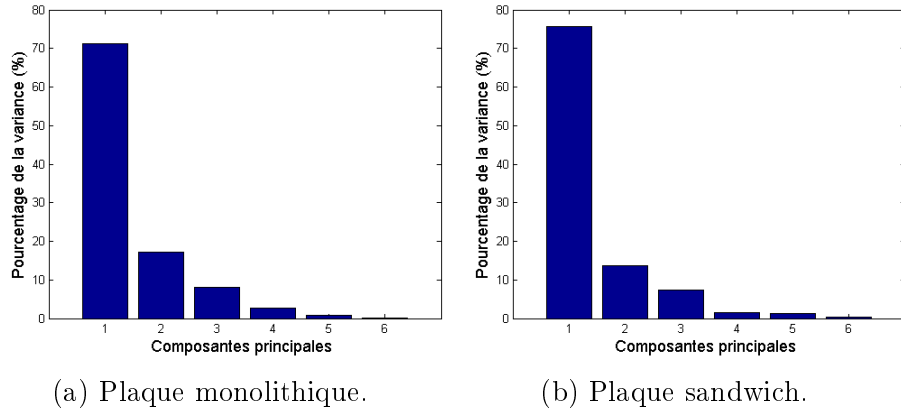 80
70
60
50
40
30
20
10
0
Pourcentage de la variance (%)
1 2 3 4 5 6
Composantes principales
(a) Plaque monolithique.
80
70
60
50
40
30
20
10
0
Pourcentage de la variance (%)
1 2 3 4 5 6
Composantes principales
(b) Plaque sandwich.